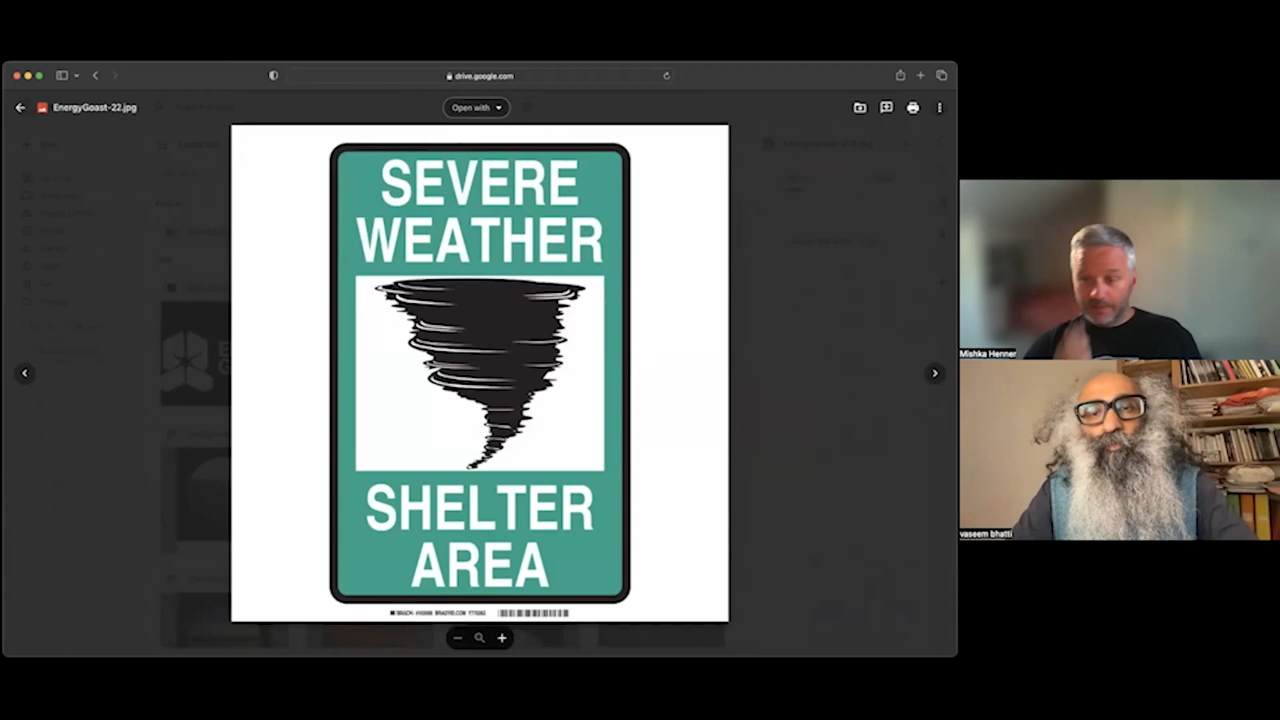 drive.google.com
EnergyGoast-22.jpg
Open with
SEVERE
WEATHER
SHELTER
AREA
Mishka Henner
vaseem bhatti